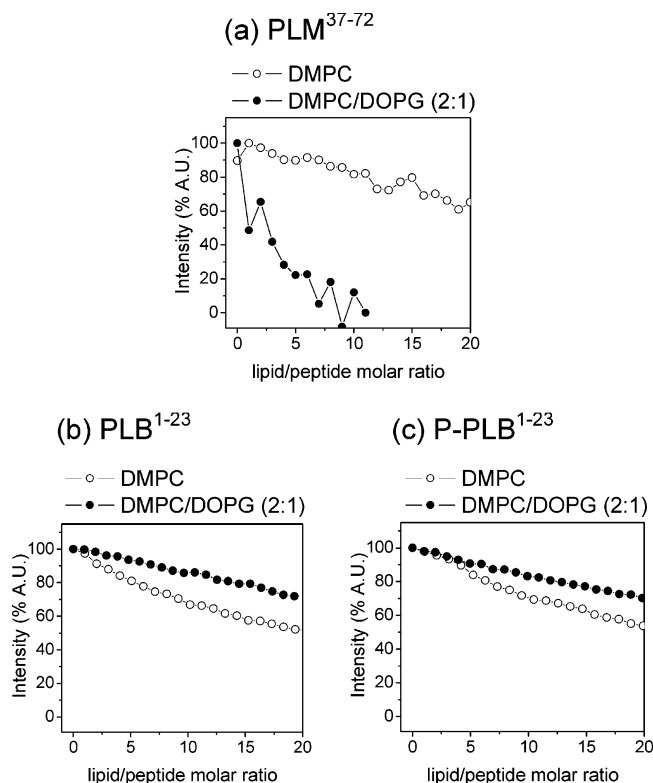 (a) PLM³⁷⁻⁷²
DMPC
DMPC/DOPG (2:1)
Intensity (% A.U.)
100
80
60
40
20
0
0 5 10 15 20
lipid/peptide molar ratio
(b) PLB¹⁻²³
DMPC
DMPC/DOPG (2:1)
Intensity (% A.U.)
100
80
60
40
20
0
0 5 10 15 20
lipid/peptide molar ratio
(c) P-PLB¹⁻²³
DMPC
DMPC/DOPG (2:1)
Intensity (% A.U.)
100
80
60
40
20
0
0 5 10 15 20
lipid/peptide molar ratio